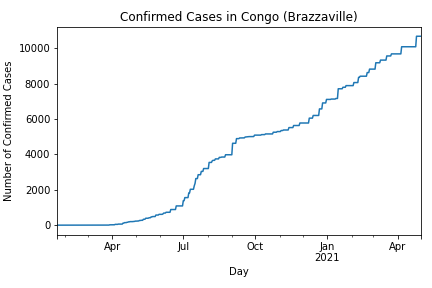 Confirmed Cases in Congo (Brazzaville)
Number of Confirmed Cases
10000
8000
6000
4000
2000
0
Apr
Jul
Oct
Jan
2021
Apr
Day